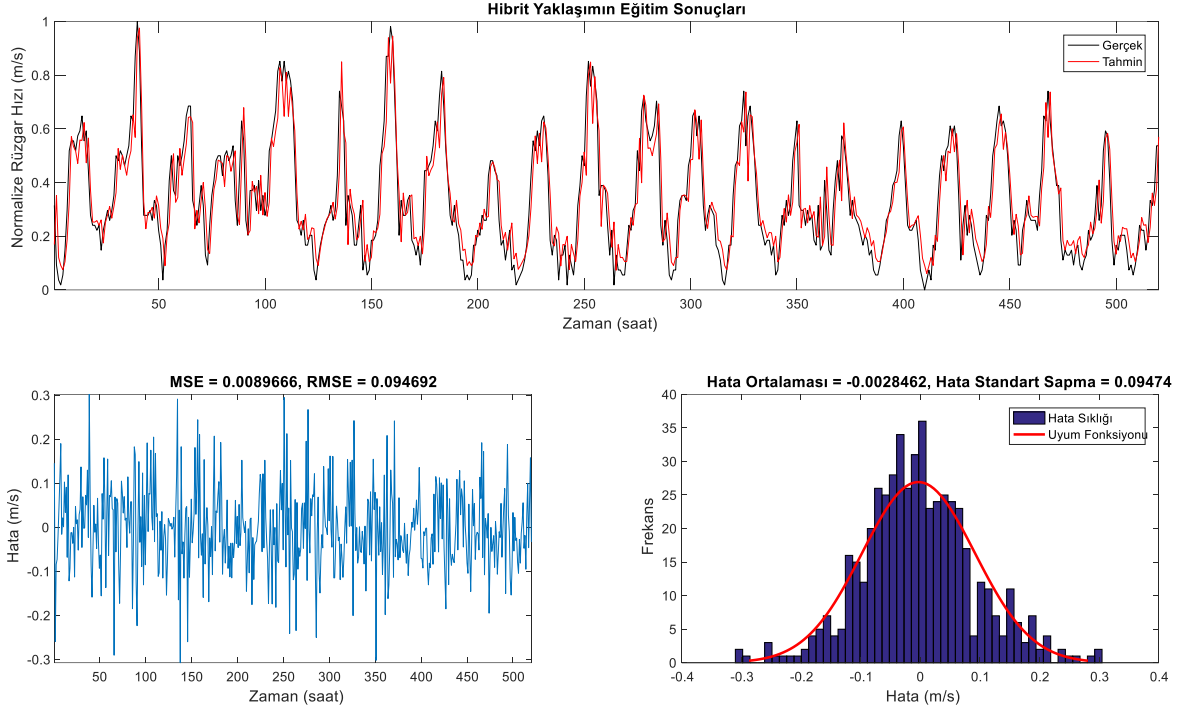 Hibrit Yaklaşımın Eğitim Sonuçları
Normalize Rüzgar Hızı (m/s)
1
0.8
0.6
0.4
0.2
0
Gerçek
Tahmin
50 100 150 200 250 300 350 400 450 500
Zaman (saat)
MSE = 0.0089666, RMSE = 0.094692
Hata (m/s)
0.3
0.2
0.1
0
-0.1
-0.2
-0.3
50 100 150 200 250 300 350 400 450 500
Zaman (saat)
Hata Ortalaması = -0.0028462, Hata Standart Sapma = 0.09474
Frekans
40
35
30
25
20
15
10
5
0
Hata Sıklığı
Uyum Fonksiyonu
-0.4 -0.3 -0.2 -0.1 0 0.1 0.2 0.3 0.4
Hata (m/s)